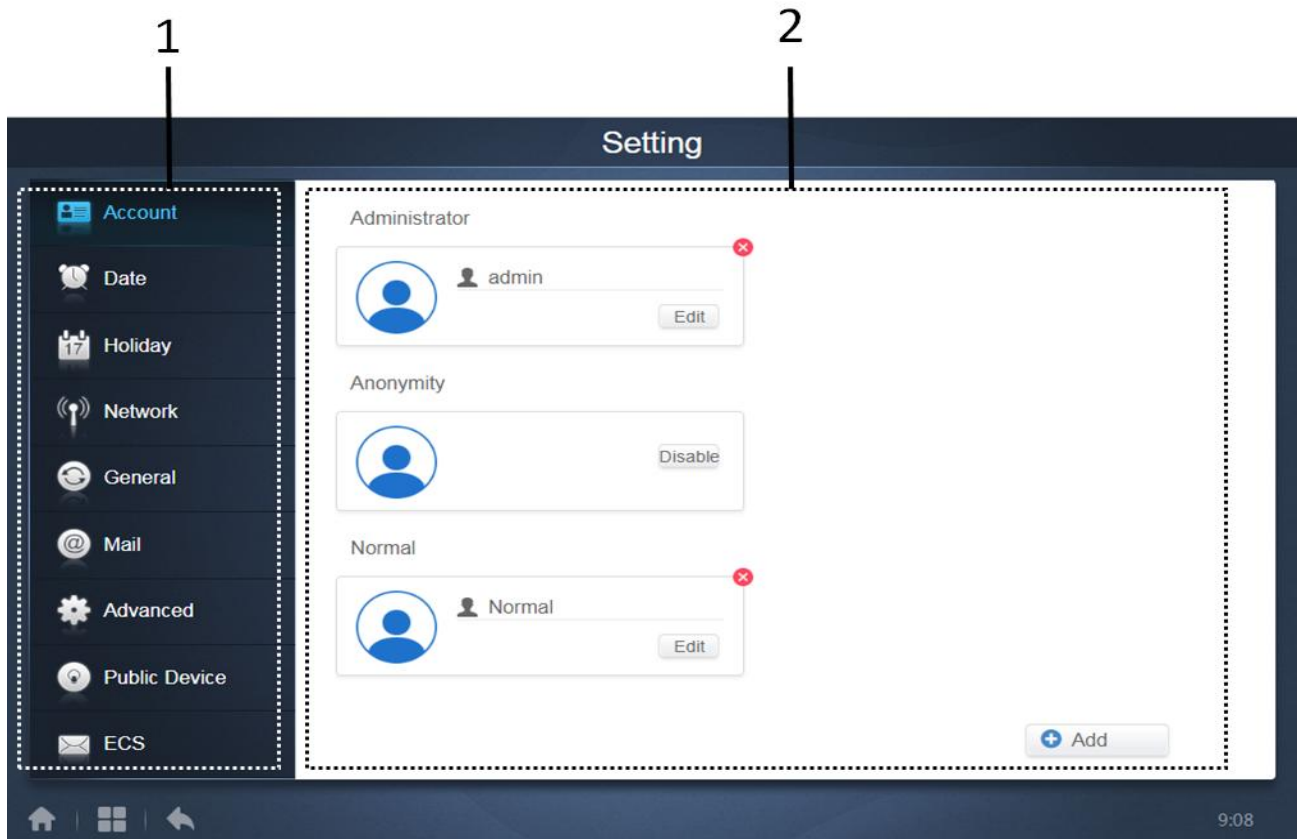 1
2
Setting
Account
Date
17
Holiday
Network
General
@
Mail
Advanced
Public Device
ECS
Administrator
admin
Edit
Anonymity
Disable
Normal
Normal
Edit
Add
9:08